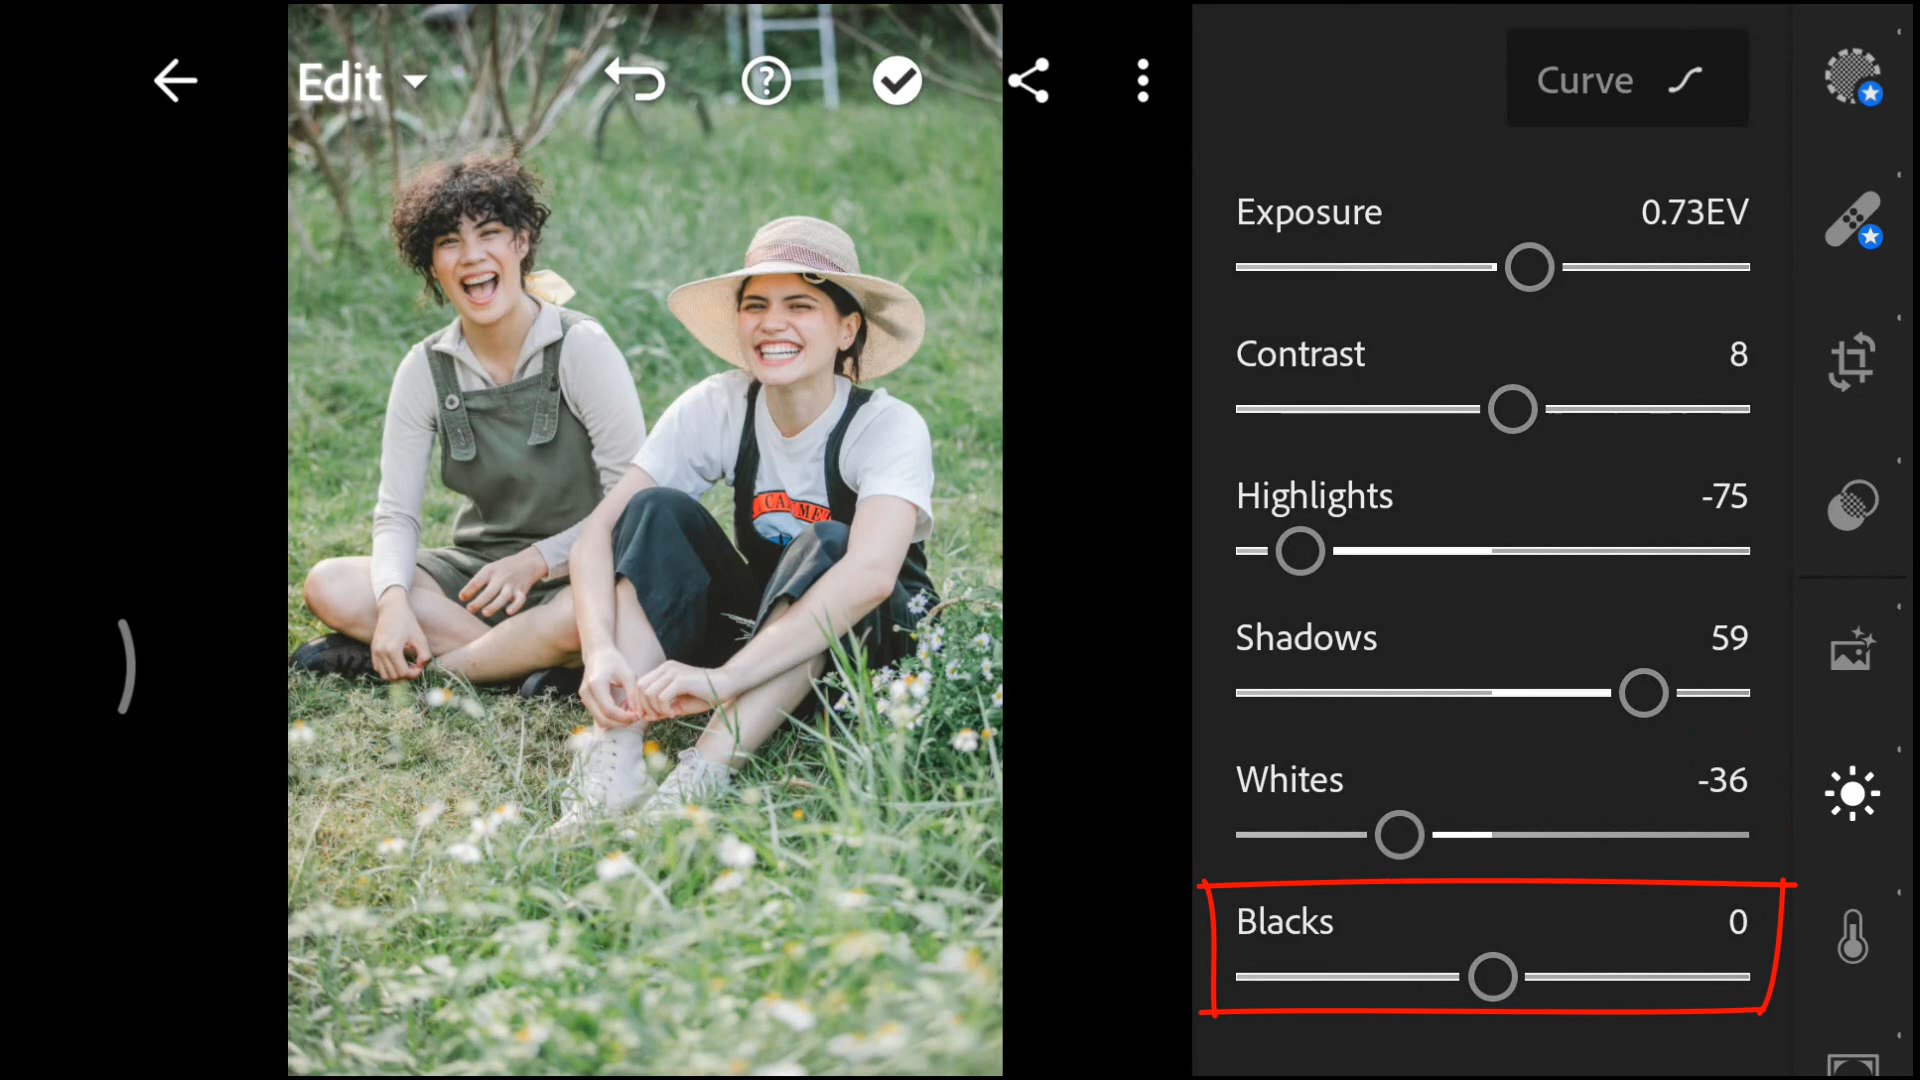 Edit
Curve
Exposure 0.73EV
Contrast 8
Highlights -75
Shadows 59
Whites -36
Blacks 0